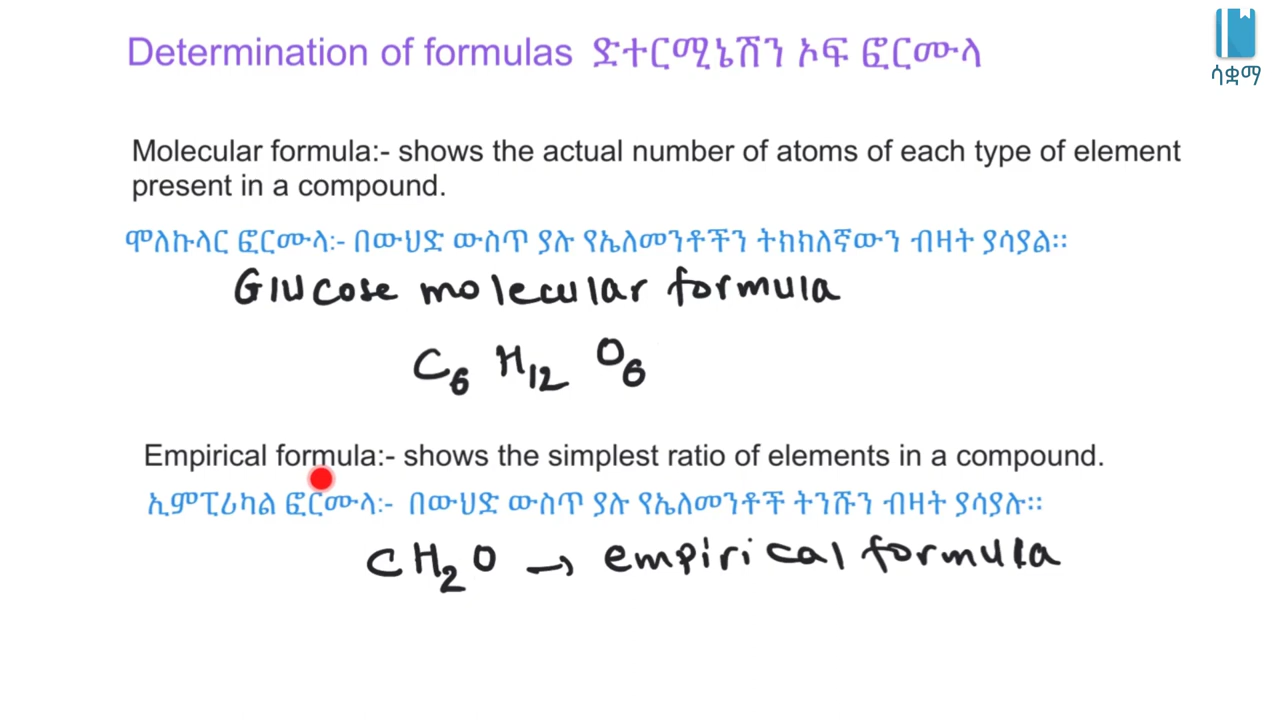 Determination of formulas ድተርሚኔሽን ኦፍ ፎርሙላ
ሳቋማ
Molecular formula:- shows the actual number of atoms of each type of element
present in a compound.
ሞለኩላር ፎርሙላ:- በውህድ ውስጥ ያሉ የኤለመንቶችን ትክክለኛውን ብዛት ያሳያል፡፡
Glucose molecular formula
C6 H12 O6
Empirical formula:- shows the simplest ratio of elements in a compound.
ኢምፒሪካል ፎርሙላ:- በውህድ ውስጥ ያሉ የኤለመንቶች ትንሹን ብዛት ያሳያሉ፡፡
CH2O → empirical formula